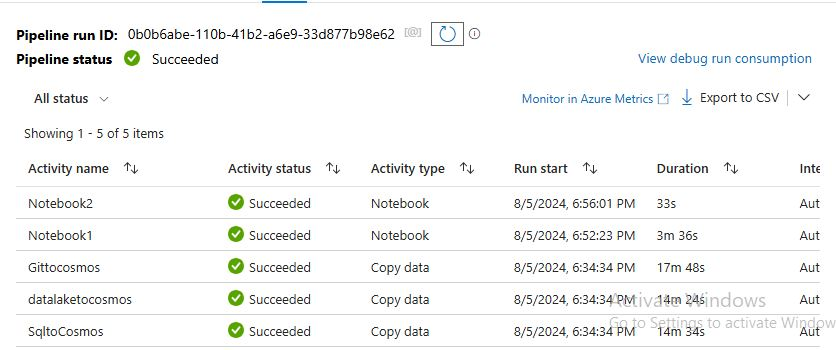 Pipeline run ID: 0b0b6abe-110b-41b2-a6e9-33d877b98e62 [@]
Pipeline status Succeeded
View debug run consumption
All status
Monitor in Azure Metrics Export to CSV
Showing 1 - 5 of 5 items
Activity name Activity status Activity type Run start Duration Inte
Notebook2 Succeeded Notebook 8/5/2024, 6:56:01 PM 33s Aut
Notebook1 Succeeded Notebook 8/5/2024, 6:52:23 PM 3m 36s Aut
Gittocosmos Succeeded Copy data 8/5/2024, 6:34:34 PM 17m 48s Aut
datalaketocosmos Succeeded Copy data 8/5/2024, 6:34:34 PM 14m 24s Aut
Activate Windows
Go to Settings to activate Window
SqltoCosmos Succeeded Copy data 8/5/2024, 6:34:34 PM 14m 34s Aut